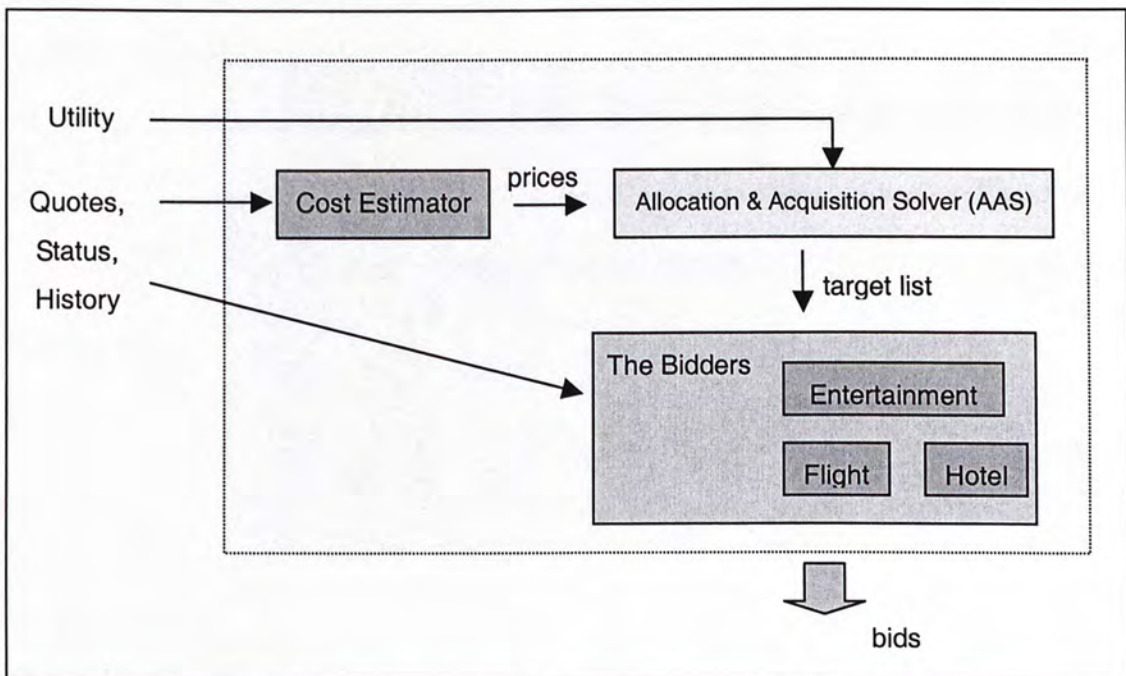 Utility
Quotes,
Status,
History
Cost Estimator
prices
Allocation & Acquisition Solver (AAS)
target list
The Bidders
Entertainment
Flight
Hotel
bids